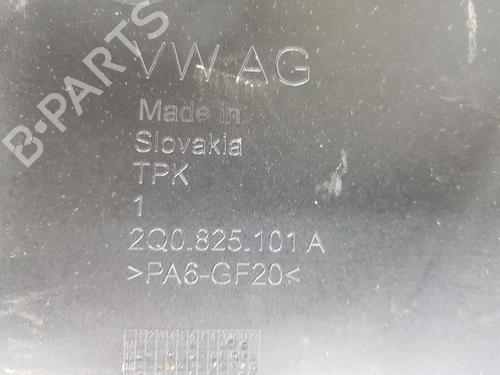 B-PARTS
VW AG
Made in
Slovakia
TPK
1
2Q0.825.101 A
>PA6-GF20<